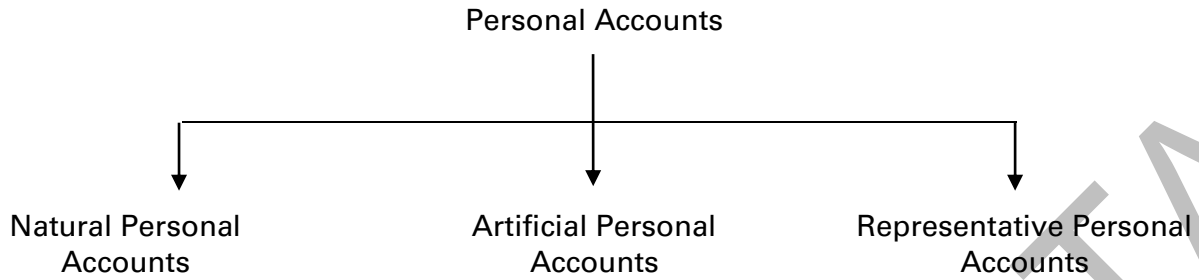 Personal Accounts
Natural Personal
Accounts
Artificial Personal
Accounts
Representative Personal
Accounts